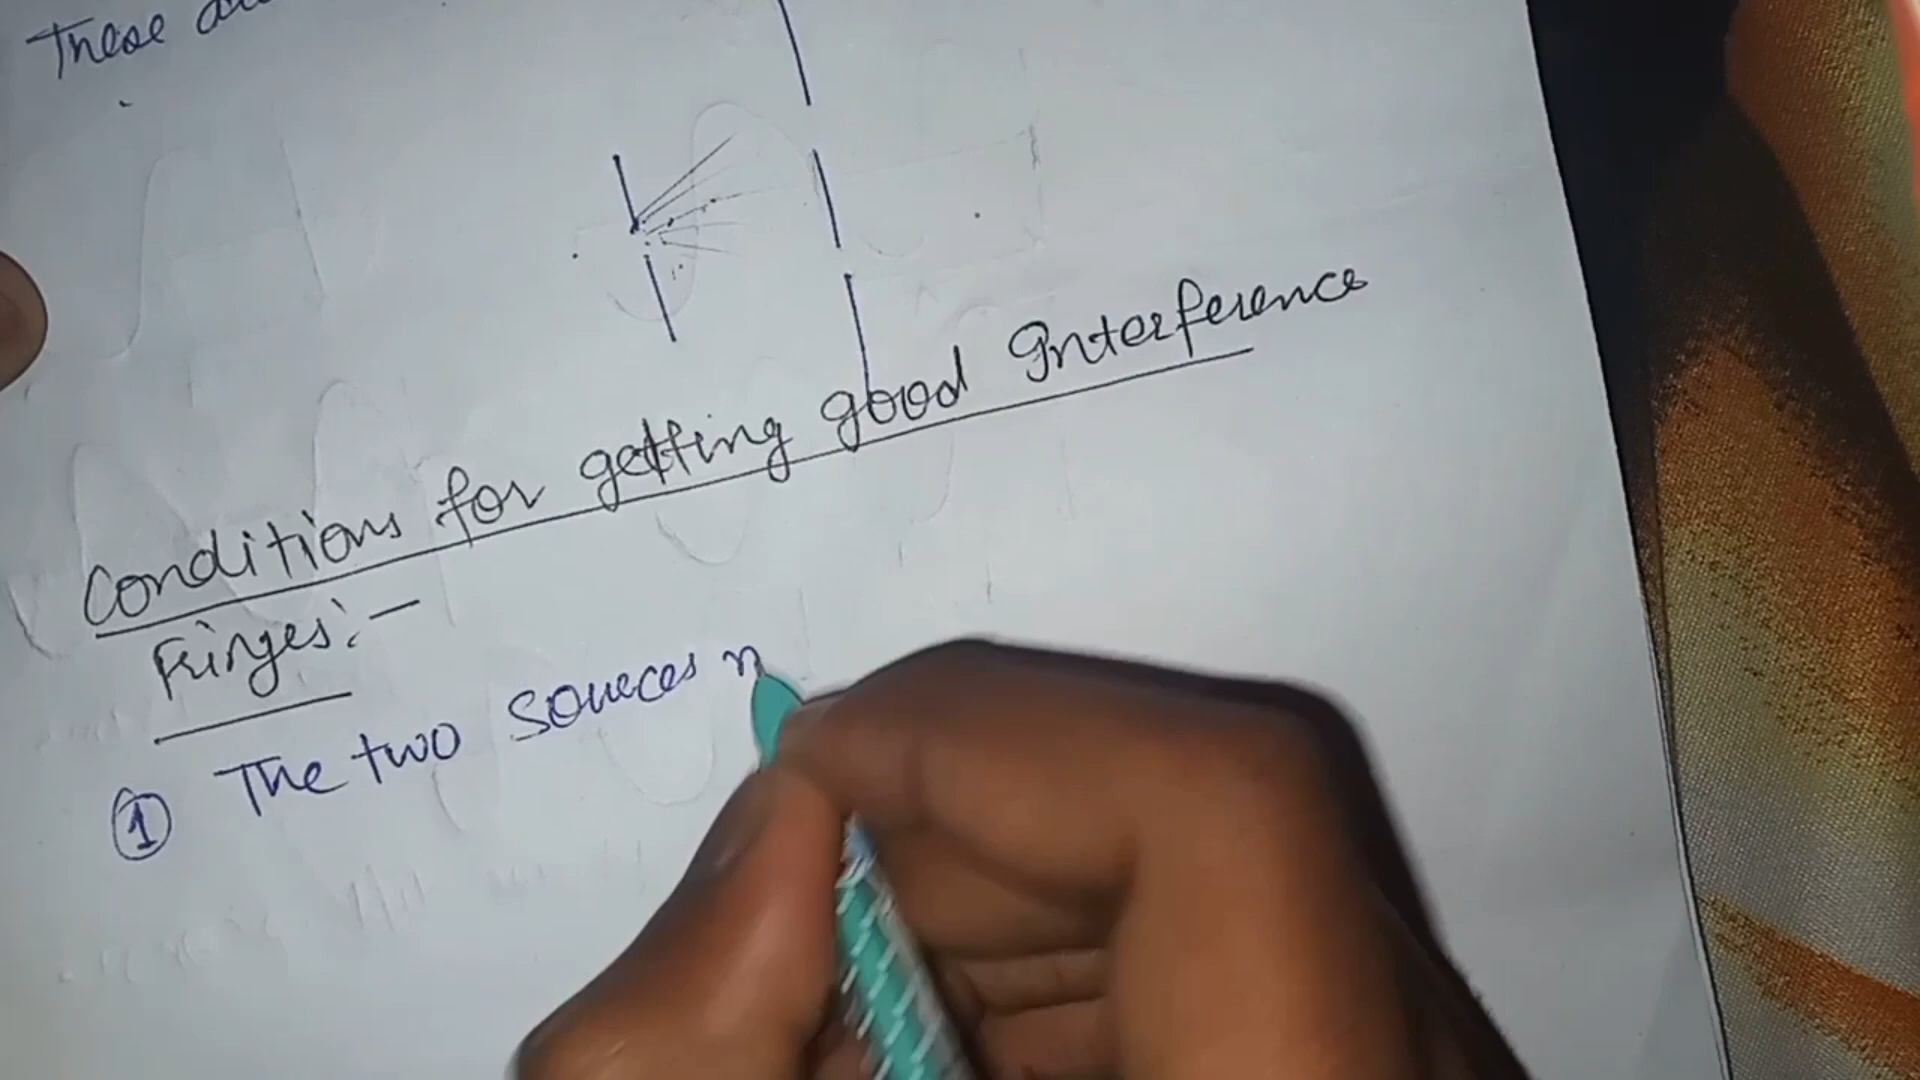 These
Conditions for getting good Interference
Fringes:-
① The two sources